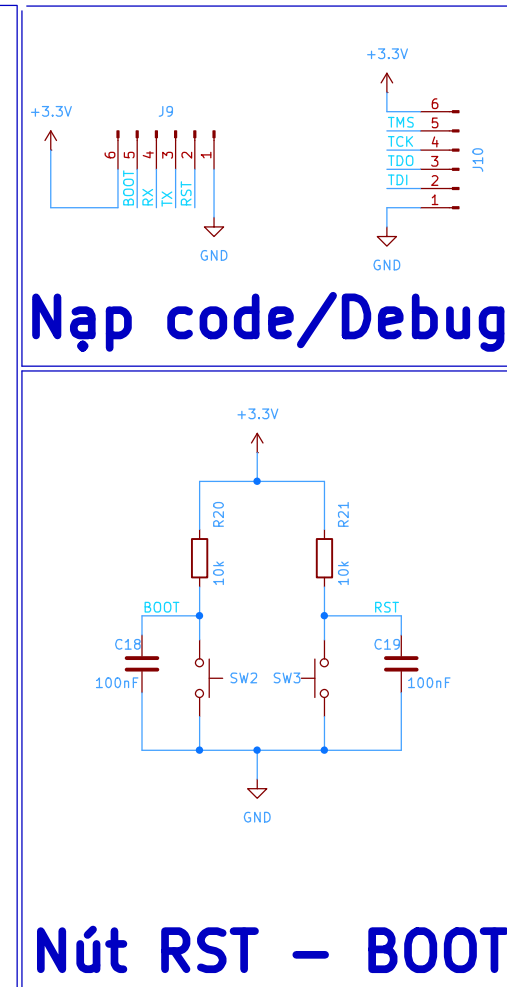 +3.3V
J9
6
5
4
3
2
1
BOOT
RX
TX
RST
GND
+3.3V
6
TMS 5
TCK 4
TDO 3
TDI 2
1
J10
GND
Nạp code/Debug
+3.3V
R20
10k
R21
10k
BOOT
RST
C18
100nF
SW2
SW3
C19
100nF
GND
Nút RST - BOOT